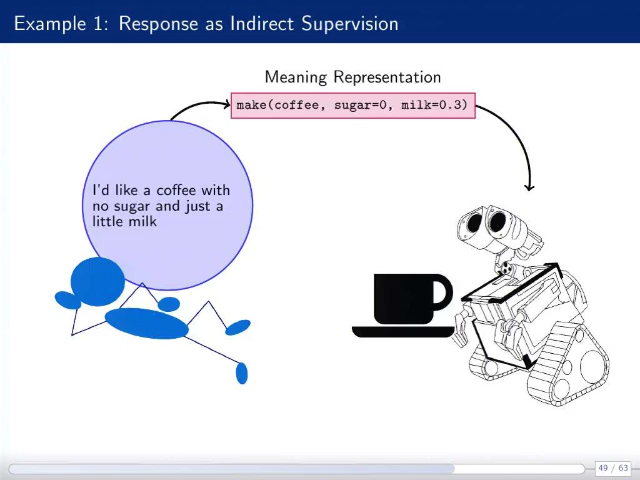 Example 1: Response as Indirect Supervision
Meaning Representation
make(coffee, sugar=0, milk=0.3)
I'd like a coffee with
no sugar and just a
little milk
49 / 63